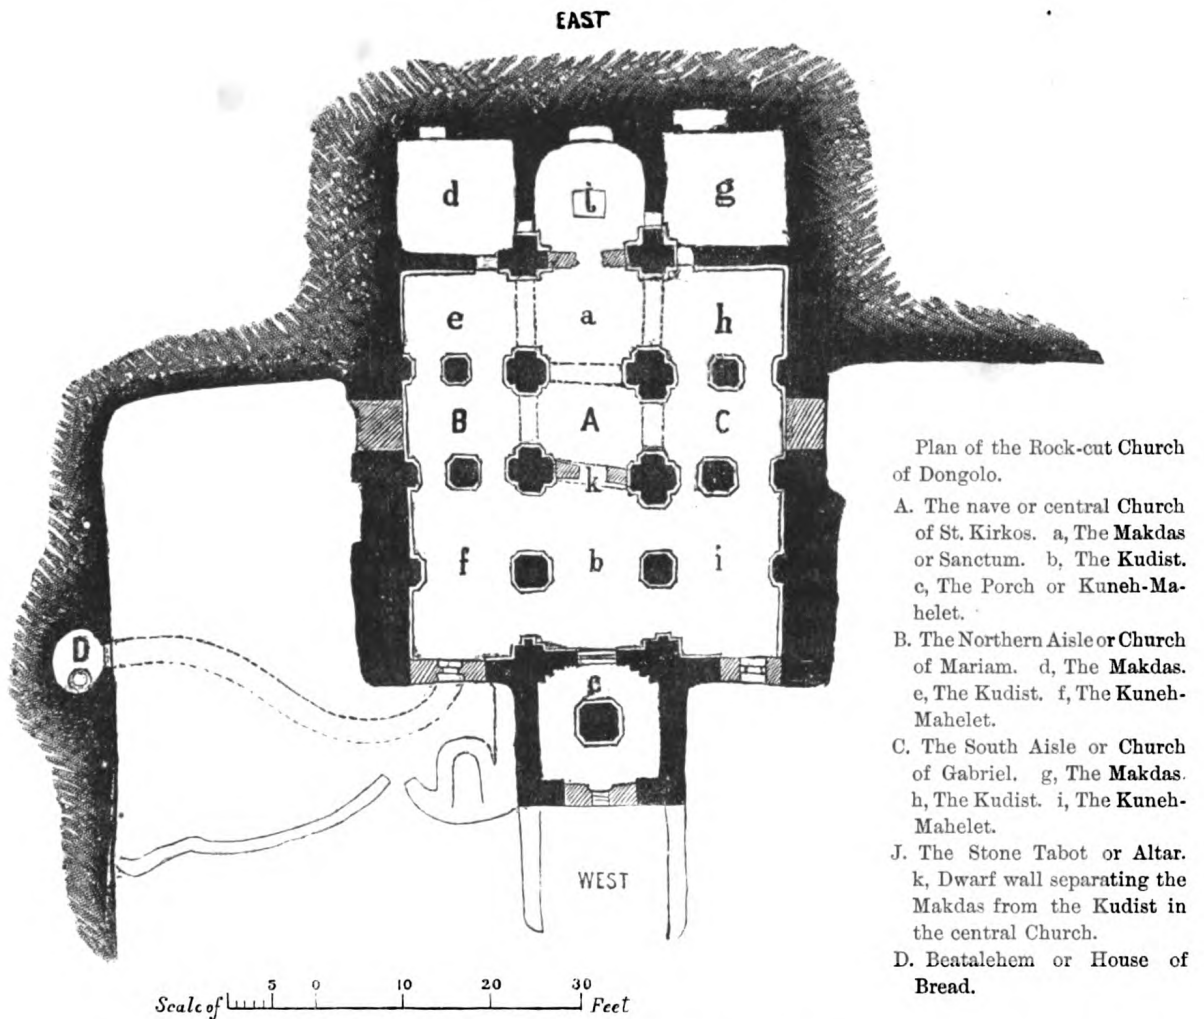 EAST
d
i
g
e
a
h
B
A
C
k
f
b
i
D
c
WEST
5 0 10 20 30
Scale of Feet
Plan of the Rock-cut Church
of Dongolo.
A. The nave or central Church
of St. Kirkos. a, The Makdas
or Sanctum. b, The Kudist.
c, The Porch or Kuneh-Ma-
helet.
B. The Northern Aisle or Church
of Mariam. d, The Makdas.
e, The Kudist. f, The Kuneh-
Mahelet.
C. The South Aisle or Church
of Gabriel. g, The Makdas.
h, The Kudist. i, The Kuneh-
Mahelet.
J. The Stone Tabot or Altar.
k, Dwarf wall separating the
Makdas from the Kudist in
the central Church.
D. Beatalehem or House of
Bread.